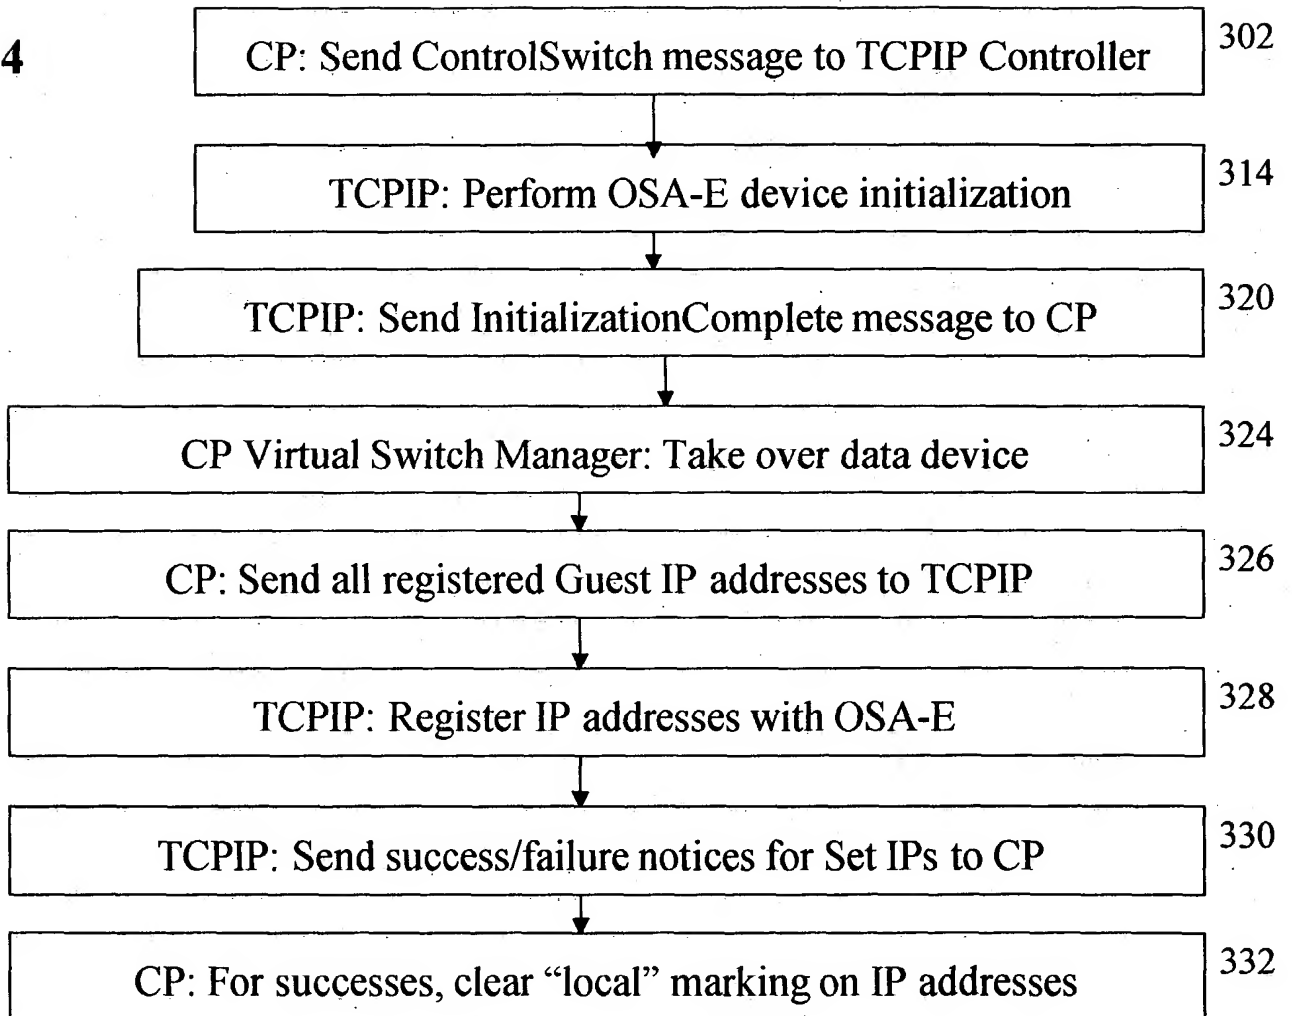 4
CP: Send ControlSwitch message to TCPIP Controller
302
TCPIP: Perform OSA-E device initialization
314
TCPIP: Send InitializationComplete message to CP
320
CP Virtual Switch Manager: Take over data device
324
CP: Send all registered Guest IP addresses to TCPIP
326
TCPIP: Register IP addresses with OSA-E
328
TCPIP: Send success/failure notices for Set IPs to CP
330
CP: For successes, clear “local” marking on IP addresses
332